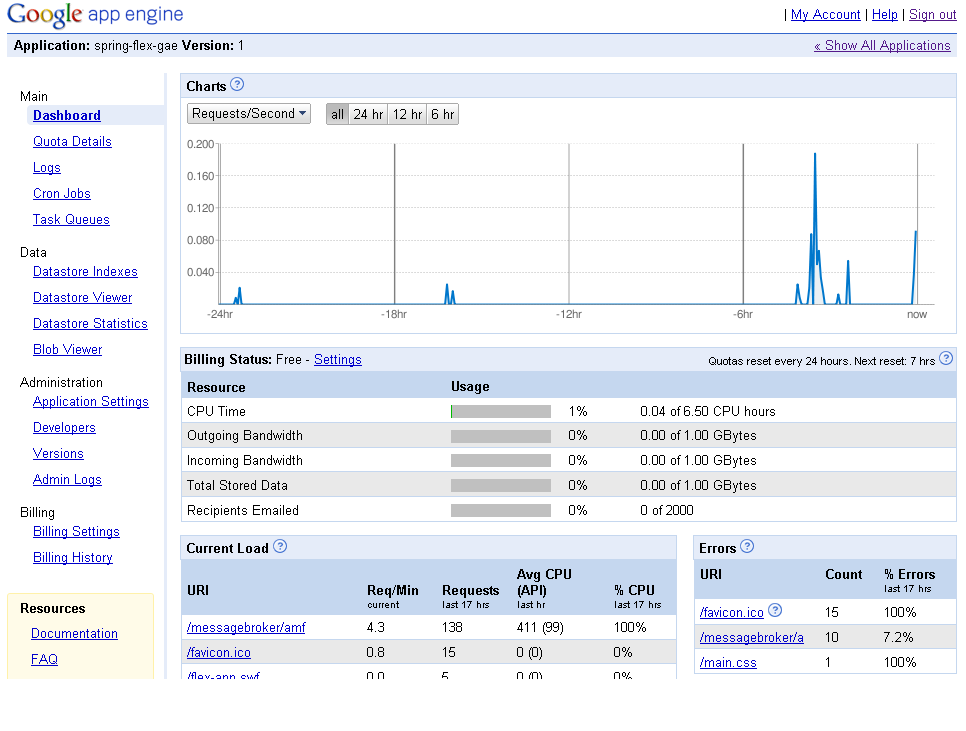 Google app engine
| My Account | Help | Sign out
Application: spring-flex-gae Version: 1
« Show All Applications
Main
Dashboard
Quota Details
Logs
Cron Jobs
Task Queues
Data
Datastore Indexes
Datastore Viewer
Datastore Statistics
Blob Viewer
Administration
Application Settings
Developers
Versions
Admin Logs
Billing
Billing Settings
Billing History
Resources
Documentation
FAQ
Charts ?
Requests/Second all 24 hr 12 hr 6 hr
0.200
0.160
0.120
0.080
0.040
-24hr -18hr -12hr -6hr now
Billing Status: Free - Settings
Quotas reset every 24 hours. Next reset: 7 hrs ?
Resource Usage
CPU Time 1% 0.04 of 6.50 CPU hours
Outgoing Bandwidth 0% 0.00 of 1.00 GBytes
Incoming Bandwidth 0% 0.00 of 1.00 GBytes
Total Stored Data 0% 0.00 of 1.00 GBytes
Recipients Emailed 0% 0 of 2000
Current Load ?
URI Req/Min current Requests last 17 hrs Avg CPU (API) last hr % CPU last 17 hrs
/messagebroker/amf 4.3 138 411 (99) 100%
/favicon.ico 0.8 15 0 (0) 0%
/flex-app.swf 0.0 5 0 (0) 0%
Errors ?
URI Count % Errors last 17 hrs
/favicon.ico ? 15 100%
/messagebroker/a 10 7.2%
/main.css 1 100%